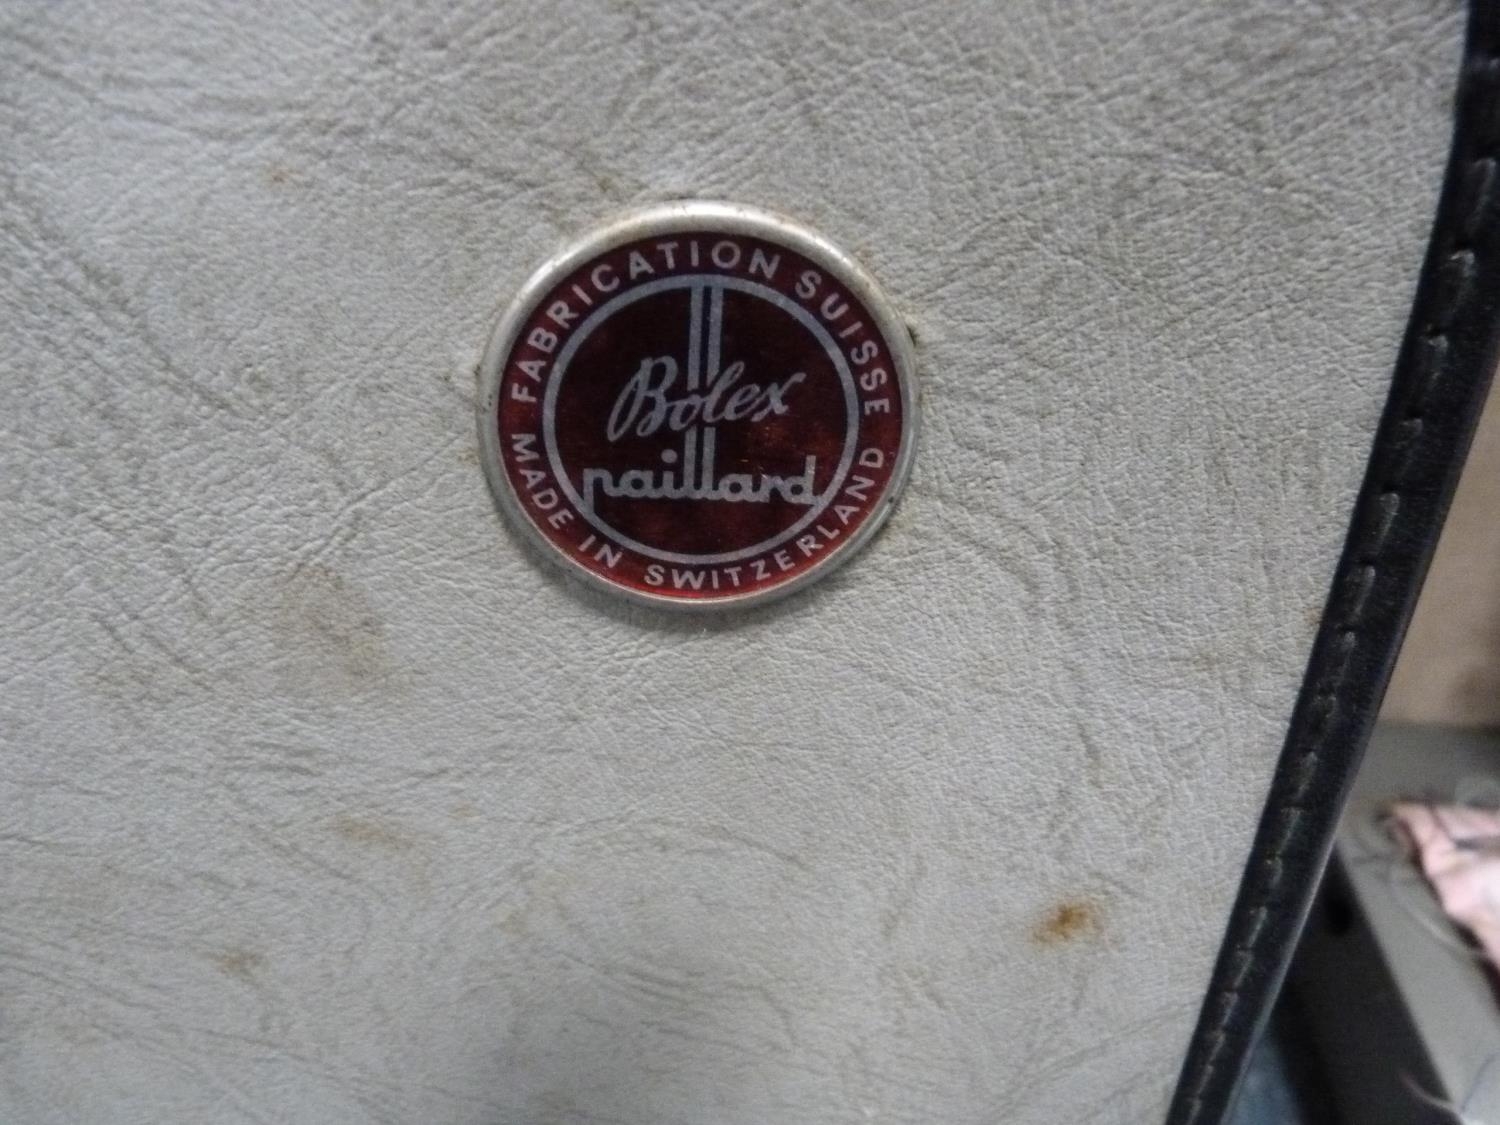 FABRICATION SUISSE
Bolex
paillard
MADE IN SWITZERLAND